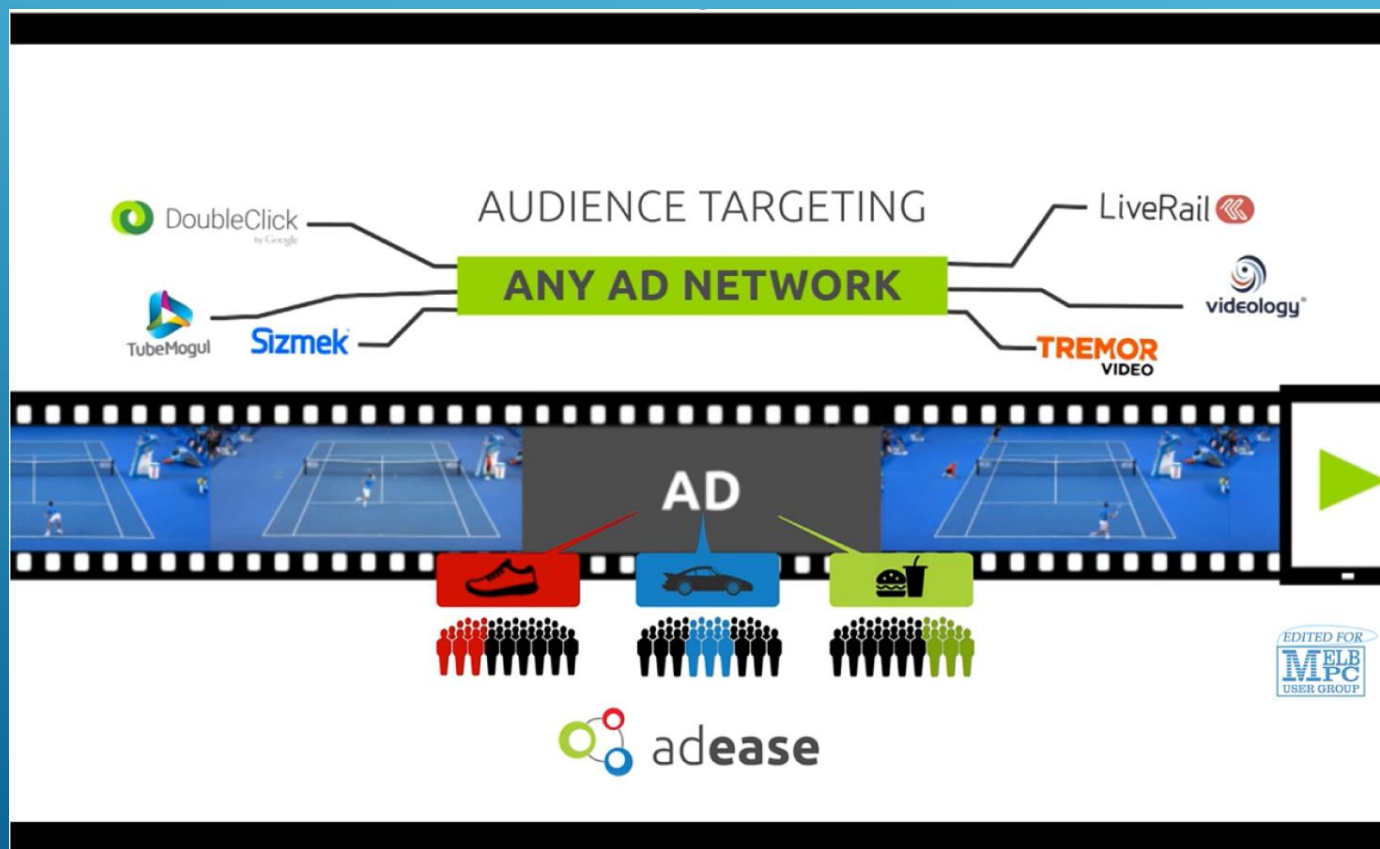 AUDIENCE TARGETING
DoubleClick
by Google
LiveRail
ANY AD NETWORK
videology®
TubeMogul
Sizmek
TREMOR
VIDEO
AD
EDITED FOR
MELB
PC
USER GROUP
adease